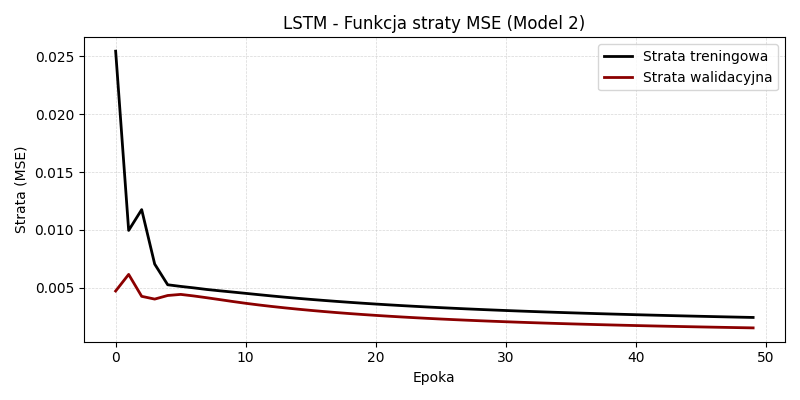 LSTM - Funkcja straty MSE (Model 2)
Strata treningowa
Strata walidacyjna
Strata (MSE)
0.025
0.020
0.015
0.010
0.005
0 10 20 30 40 50
Epoka